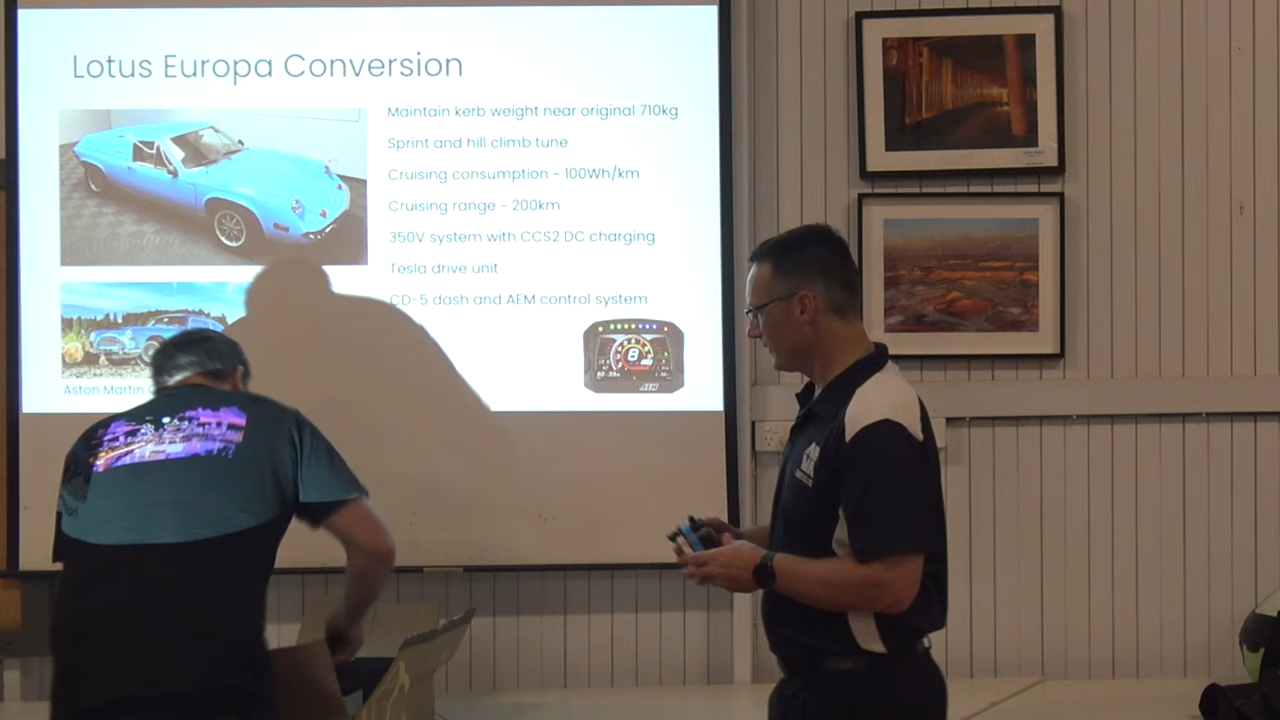 Lotus Europa Conversion
Maintain kerb weight near original 710kg
Sprint and hill climb tune
Cruising consumption - 100Wh/km
Cruising range - 200km
350V system with CCS2 DC charging
Tesla drive unit
CD-5 dash and AEM control system
8
AEM
Aston Martin